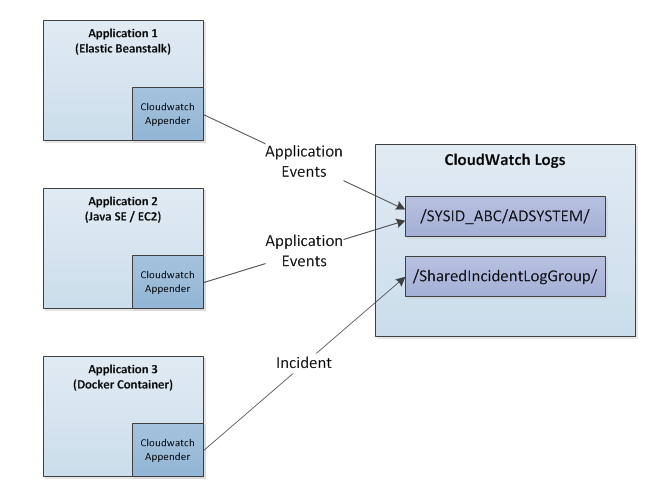 Application 1
(Elastic Beanstalk)
Cloudwatch
Appender
Application
Events
CloudWatch Logs
/SYSID_ABC/ADSYSTEM/
Application 2
(Java SE / EC2)
Cloudwatch
Appender
Application
Events
/SharedIncidentLogGroup/
Application 3
(Docker Container)
Incident
Cloudwatch
Appender